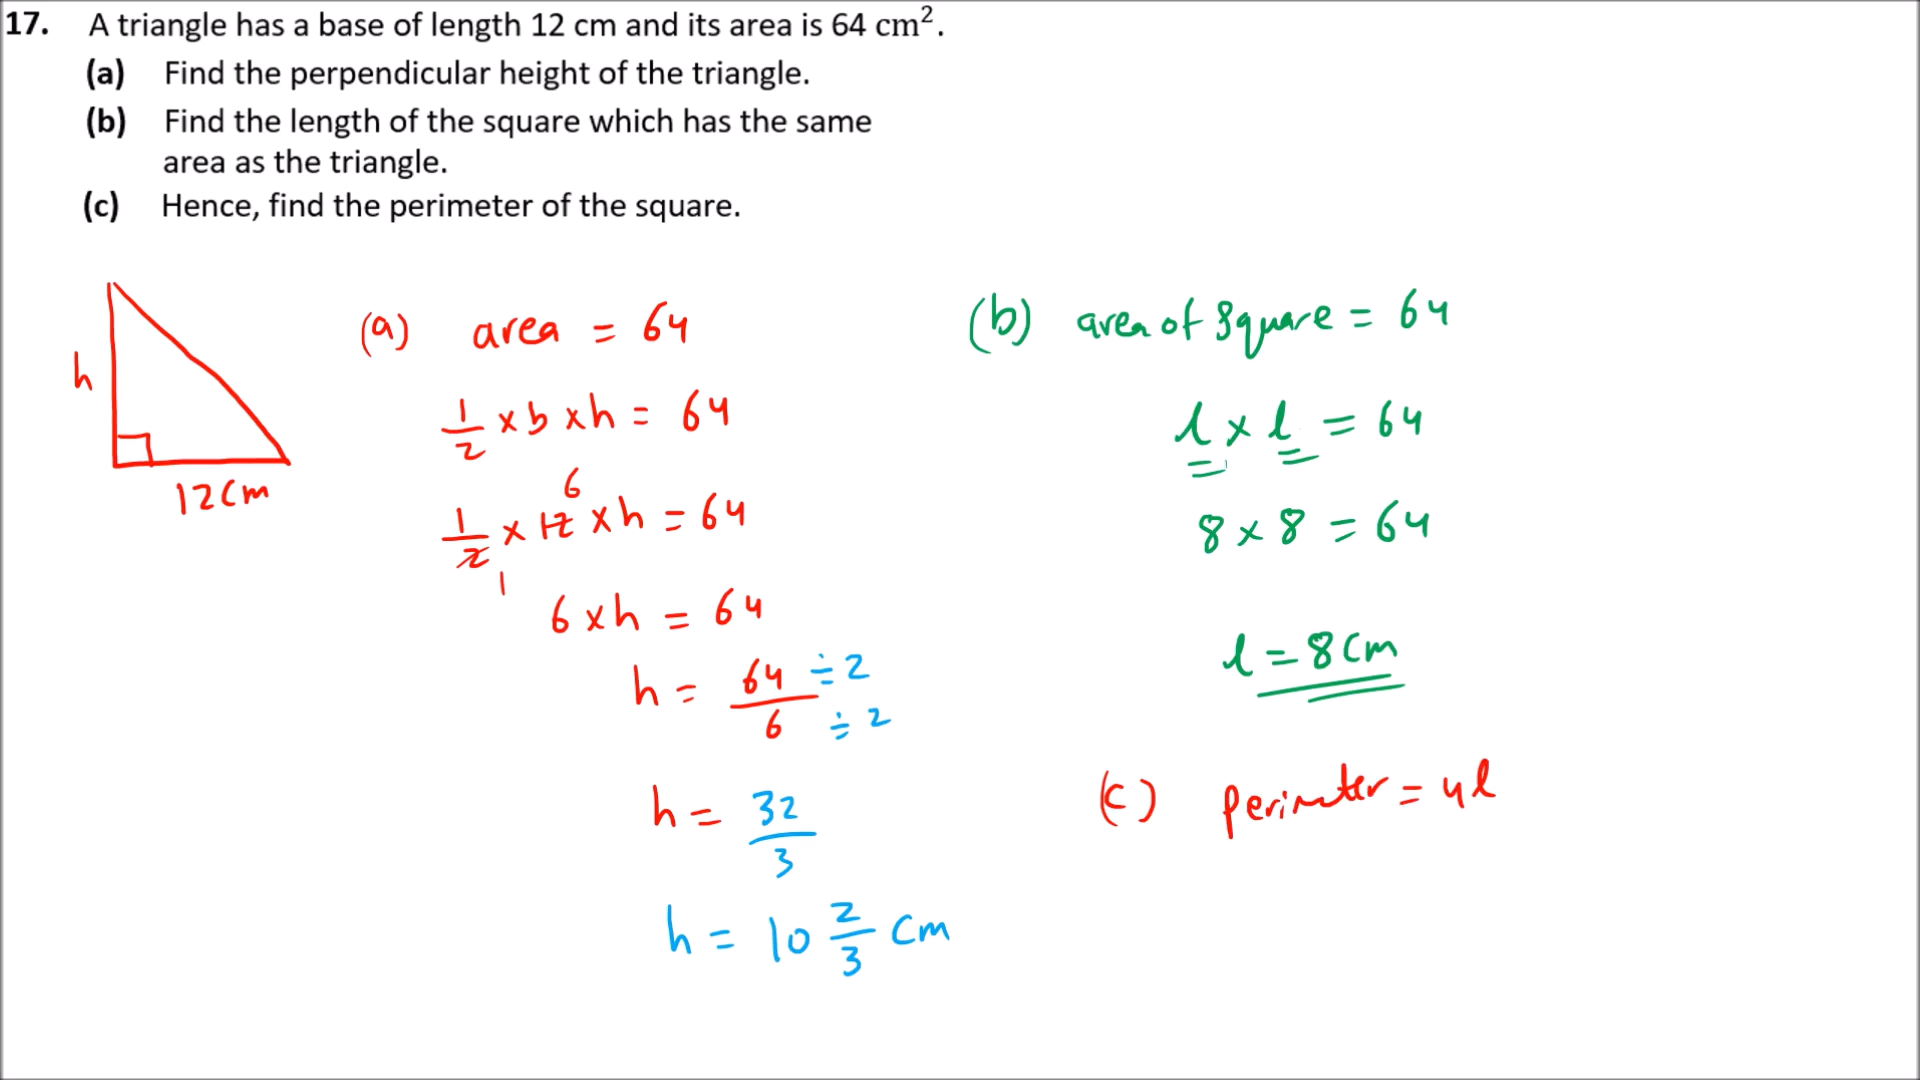 17. A triangle has a base of length 12 cm and its area is 64 cm².
(a) Find the perpendicular height of the triangle.
(b) Find the length of the square which has the same
area as the triangle.
(c) Hence, find the perimeter of the square.
h
12cm
(a) area = 64
1/2 × b × h = 64
6
1/2 × 12 × h = 64
1
6 × h = 64
h = 64 ÷ 2 / 6 ÷ 2
h = 32/3
h = 10 2/3 cm
(b) area of square = 64
l × l = 64
8 × 8 = 64
l = 8cm
(c) perimeter = 4l